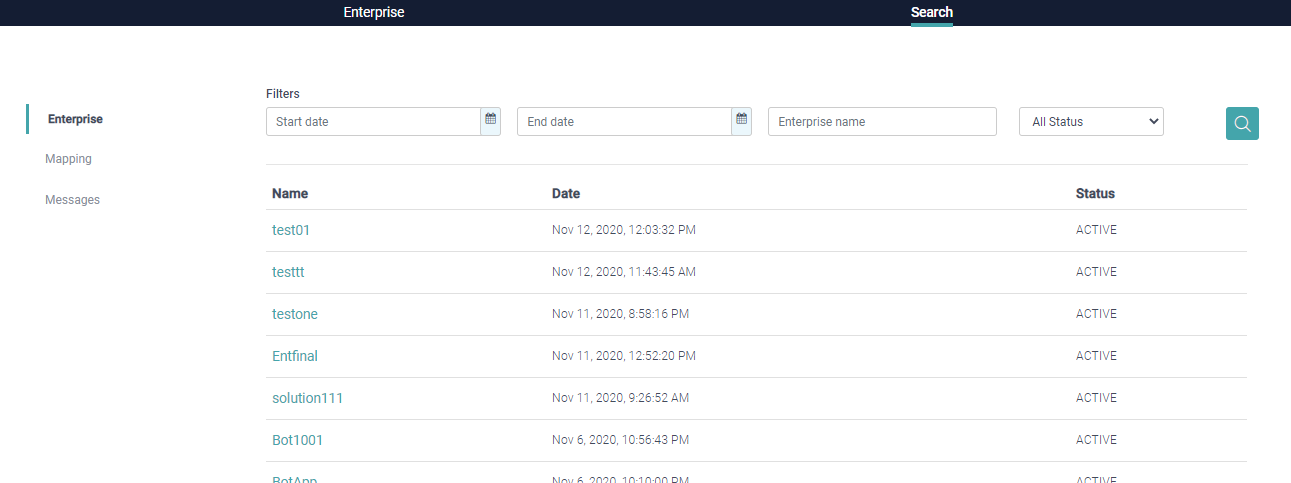 Enterprise Search
Filters
Start date End date Enterprise name All Status
Enterprise
Mapping
Messages
Name Date Status
test01 Nov 12, 2020, 12:03:32 PM ACTIVE
testtt Nov 12, 2020, 11:43:45 AM ACTIVE
testone Nov 11, 2020, 8:58:16 PM ACTIVE
Entfinal Nov 11, 2020, 12:52:20 PM ACTIVE
solution111 Nov 11, 2020, 9:26:52 AM ACTIVE
Bot1001 Nov 6, 2020, 10:56:43 PM ACTIVE
BotApp Nov 6, 2020, 10:10:00 PM ACTIVE